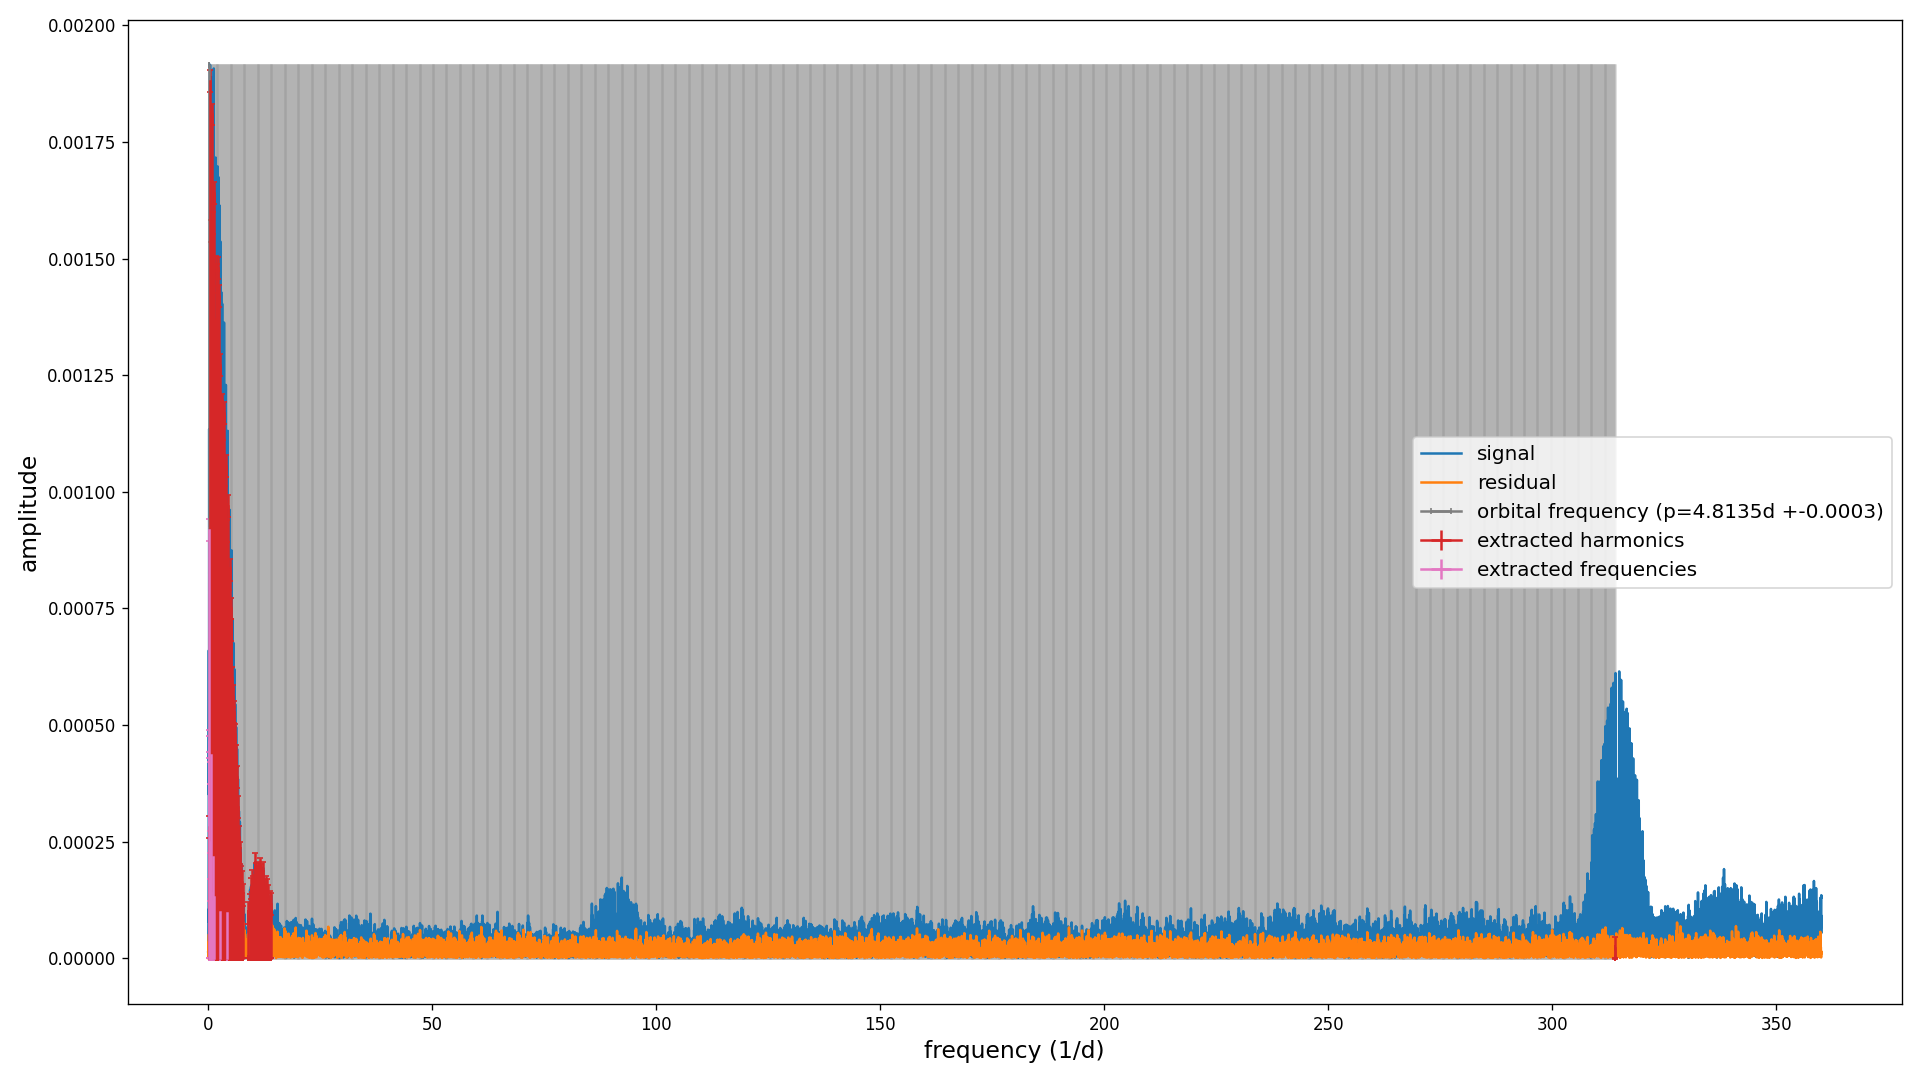 0.00200
0.00175
0.00150
0.00125
0.00100
0.00075
0.00050
0.00025
0.00000
amplitude
signal
residual
orbital frequency (p=4.8135d +-0.0003)
extracted harmonics
extracted frequencies
0 50 100 150 200 250 300 350
frequency (1/d)